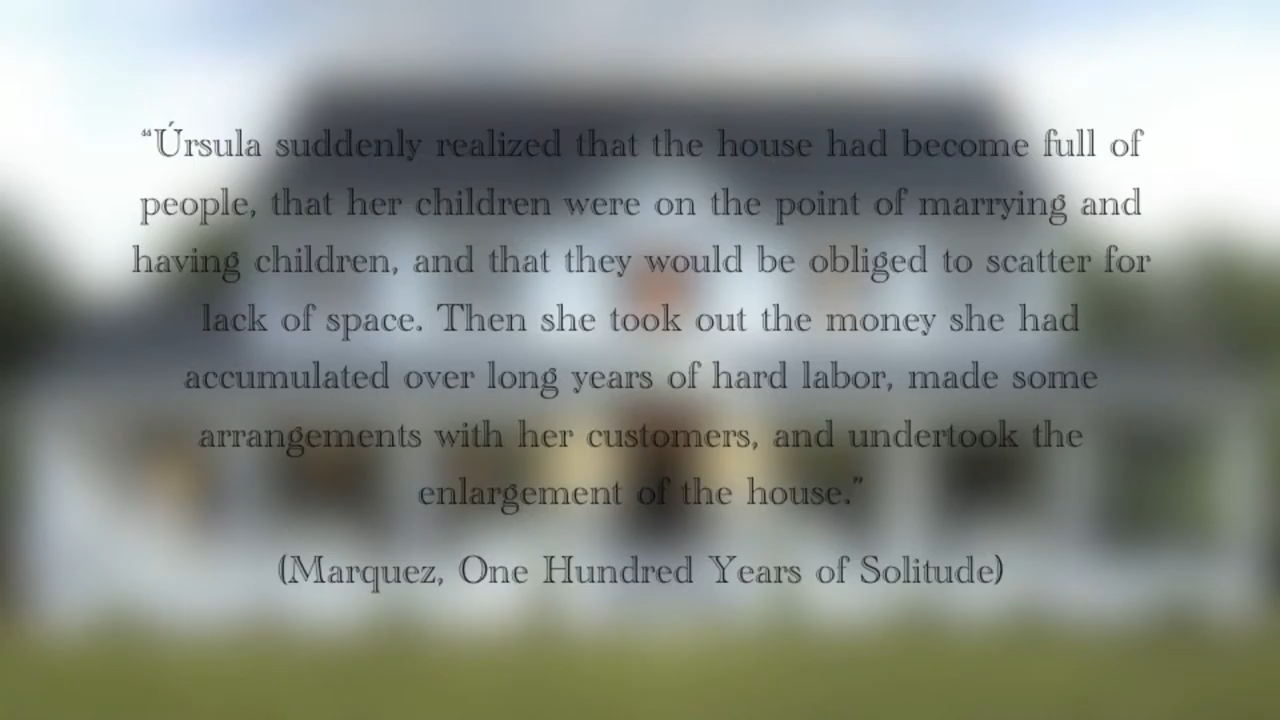 “Úrsula suddenly realized that the house had become full of
people, that her children were on the point of marrying and
having children, and that they would be obliged to scatter for
lack of space. Then she took out the money she had
accumulated over long years of hard labor, made some
arrangements with her customers, and undertook the
enlargement of the house.”
(Marquez, One Hundred Years of Solitude)